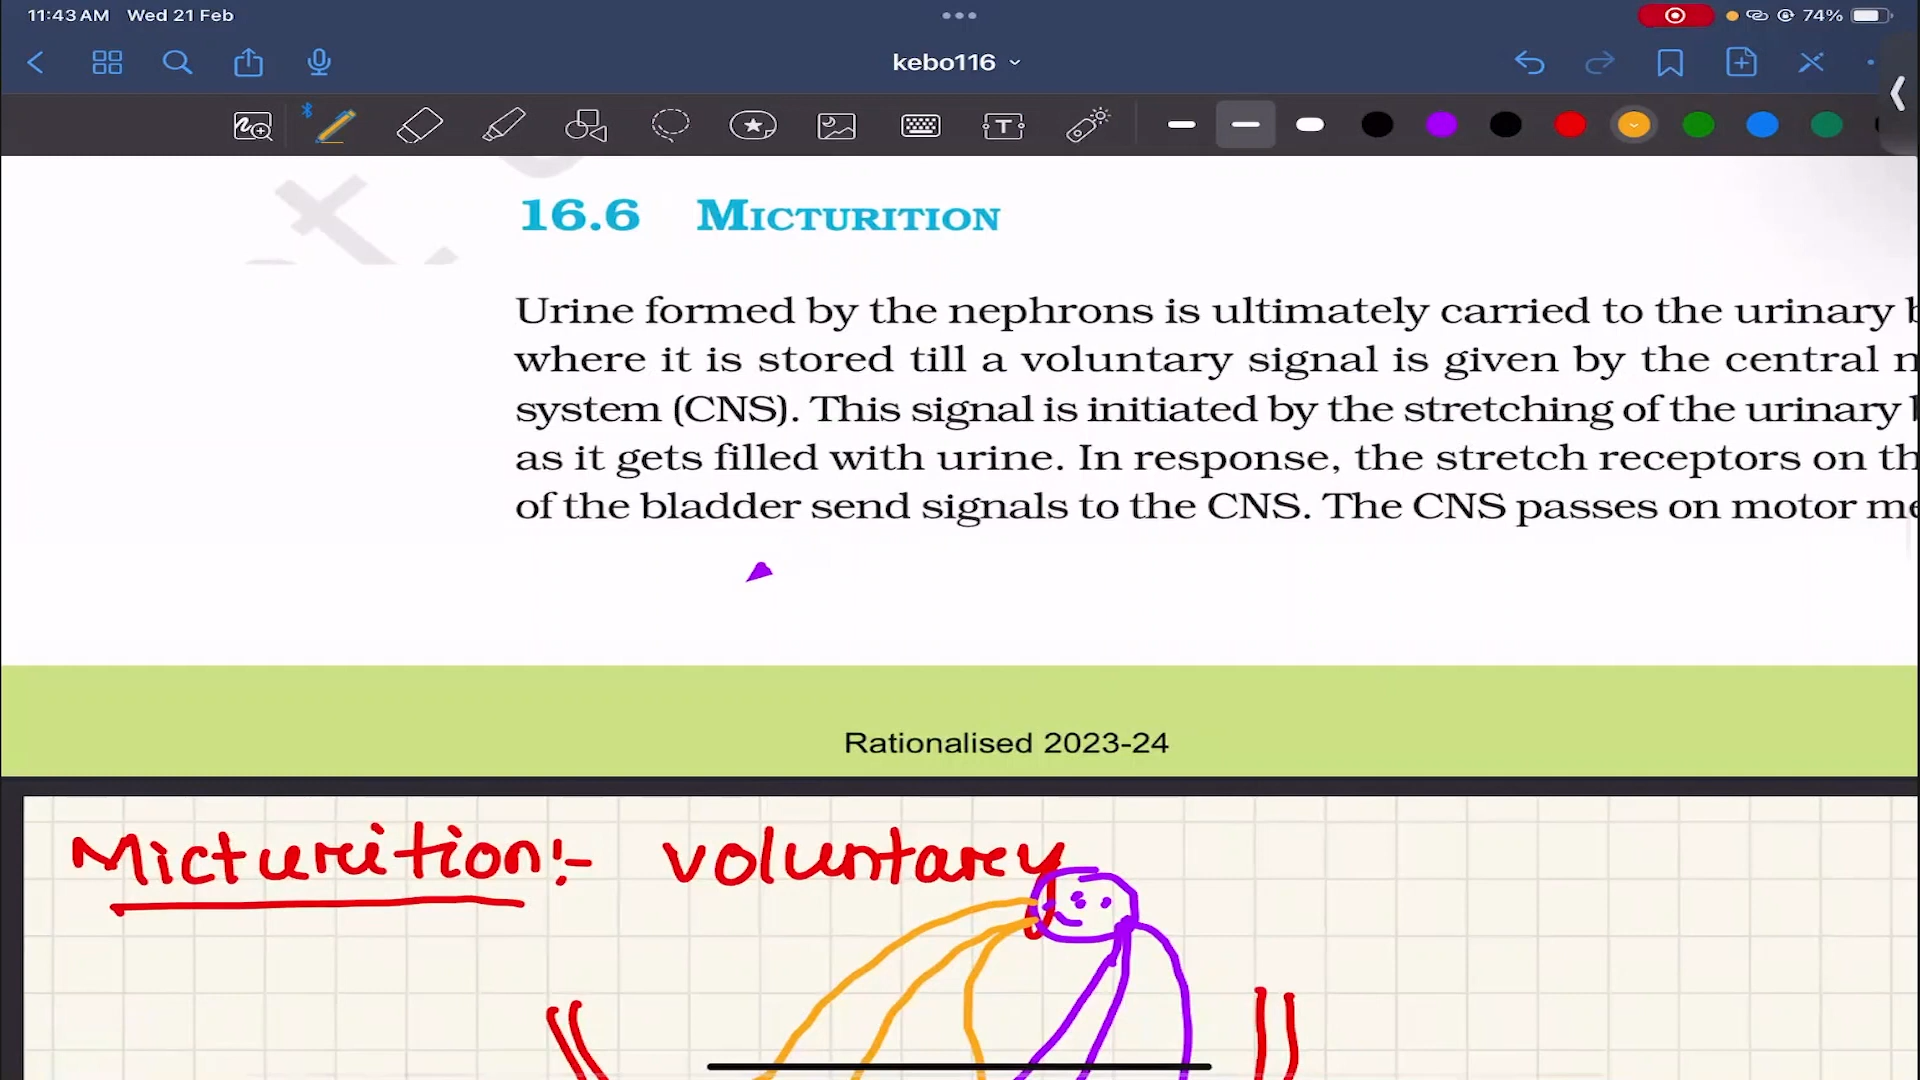 11:43 AM Wed 21 Feb
74%
kebo116
T
16.6 MICTURITION
Urine formed by the nephrons is ultimately carried to the urinary
where it is stored till a voluntary signal is given by the central
system (CNS). This signal is initiated by the stretching of the urinary
as it gets filled with urine. In response, the stretch receptors on
of the bladder send signals to the CNS. The CNS passes on motor
Rationalised 2023-24
Micturition:- voluntary